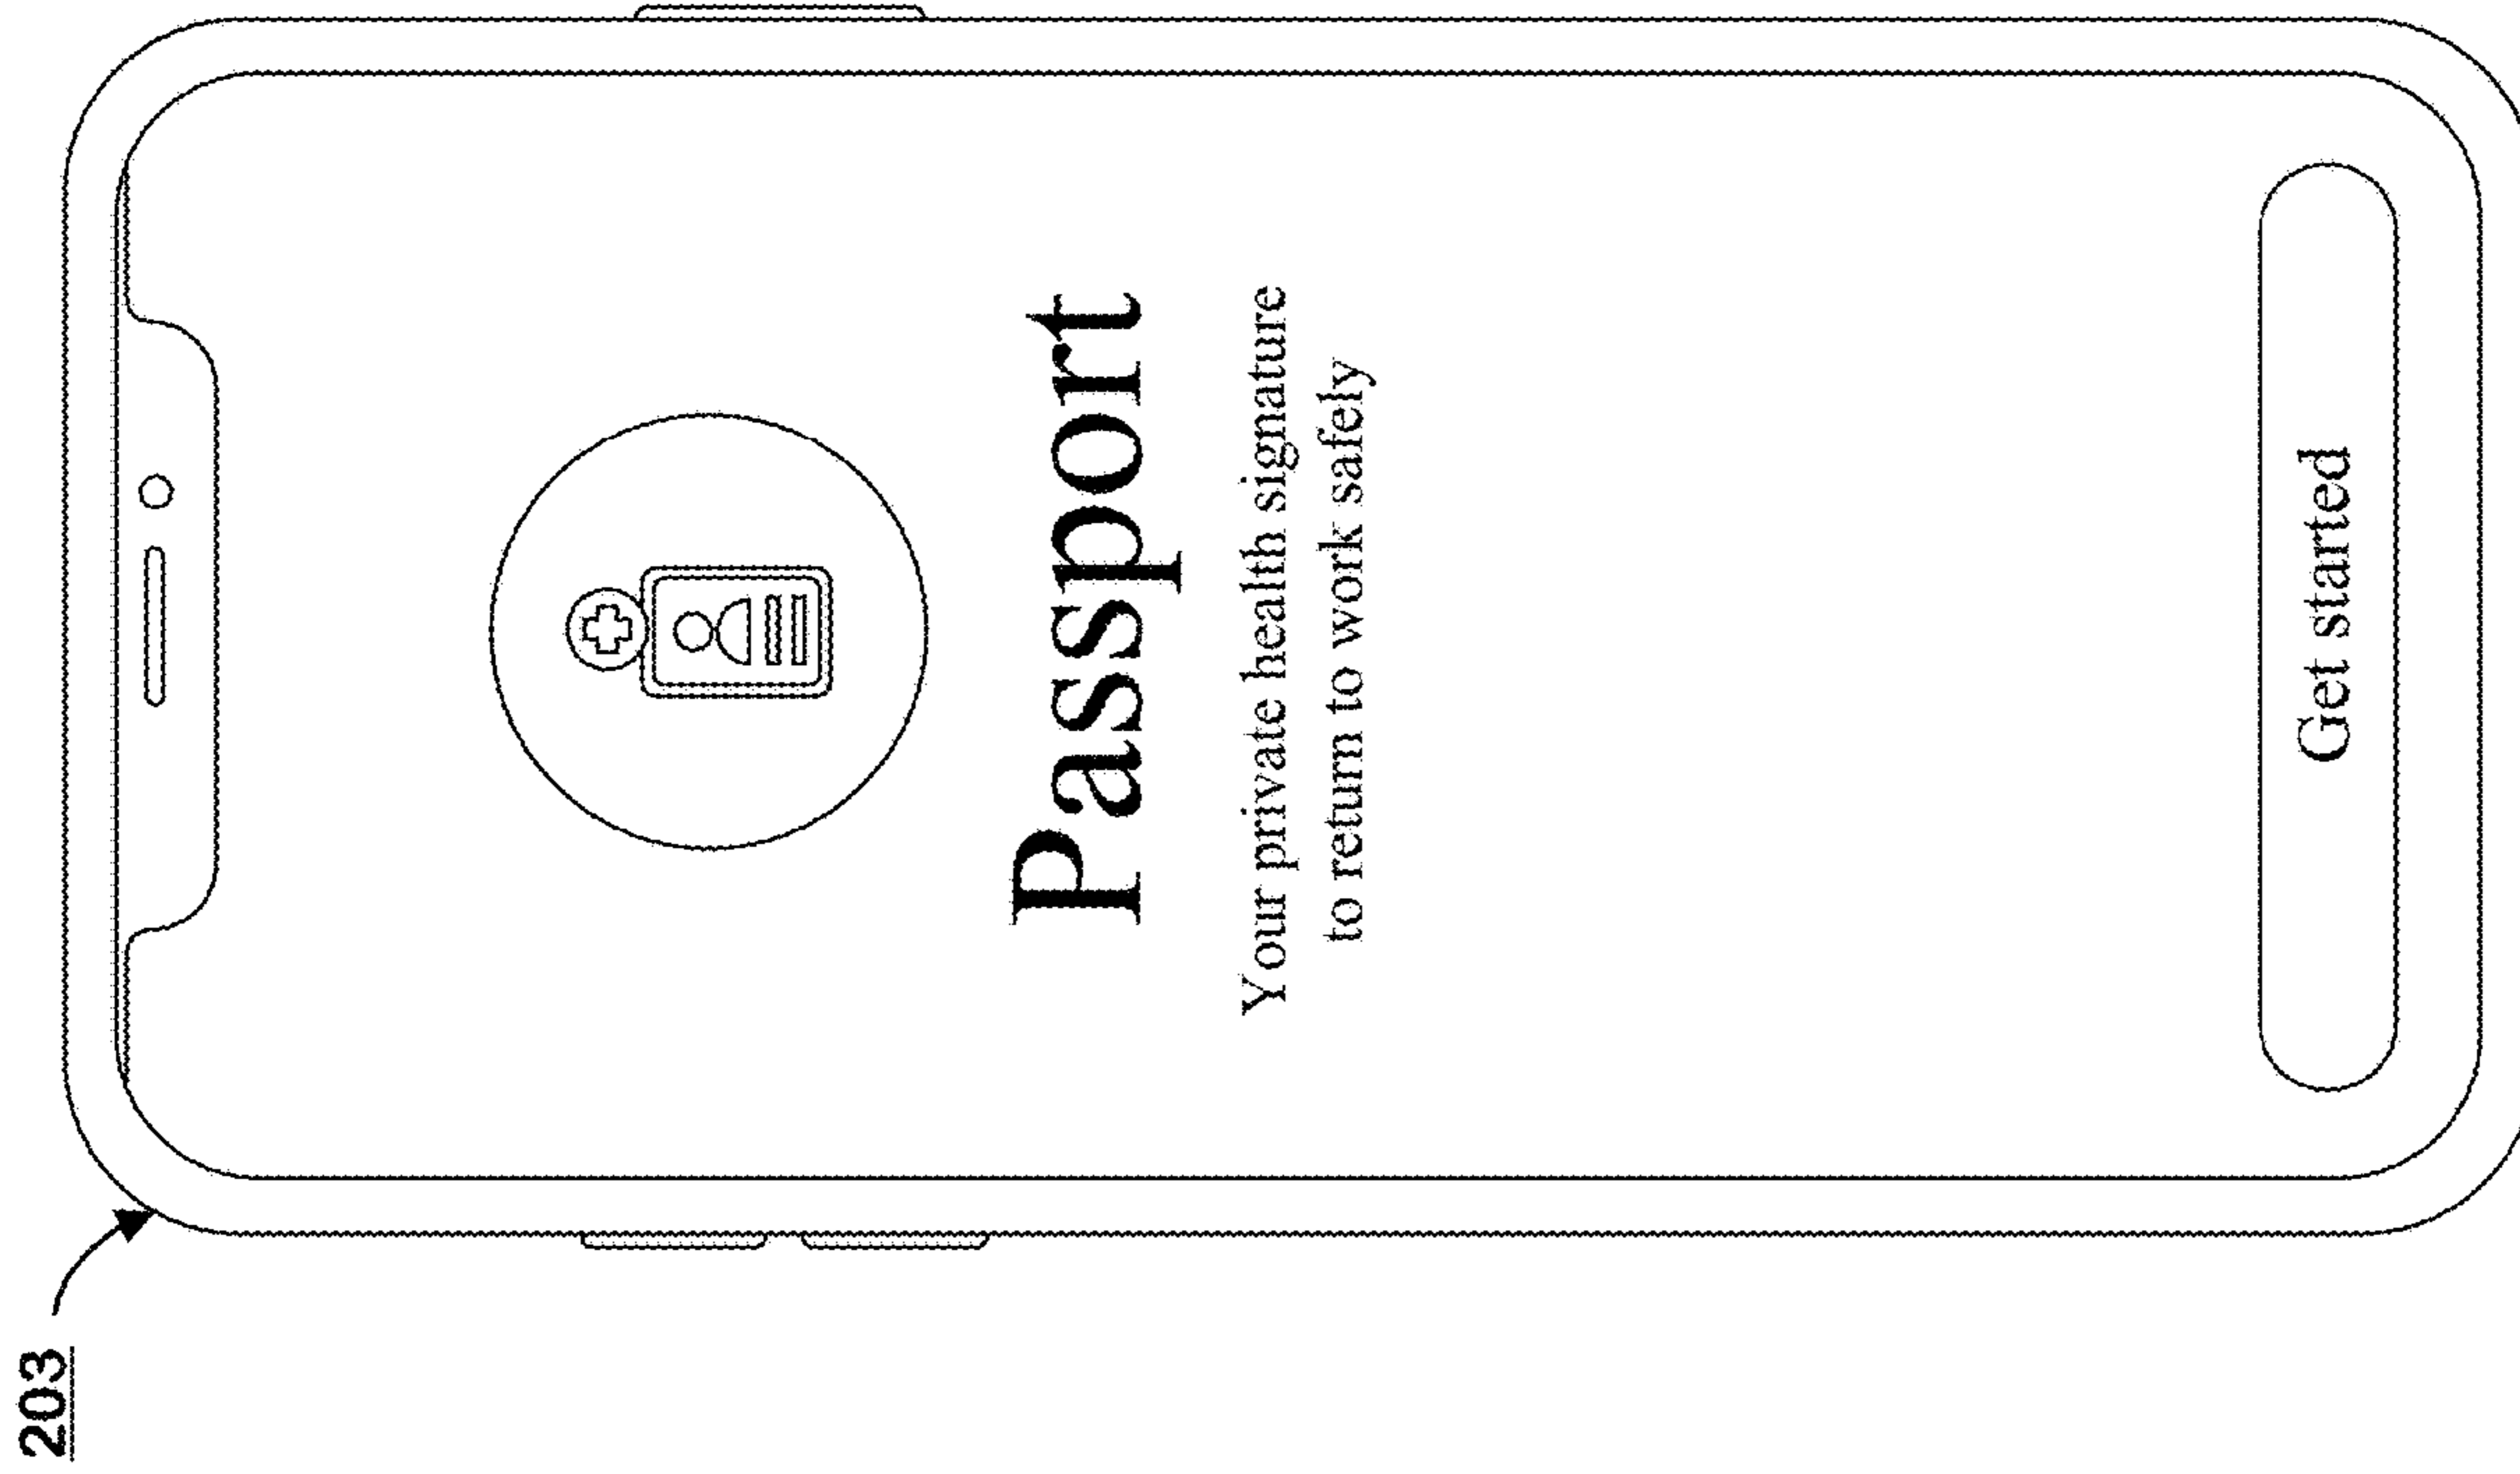 203
Passport
Your private health signature
to return to work safely
Get started